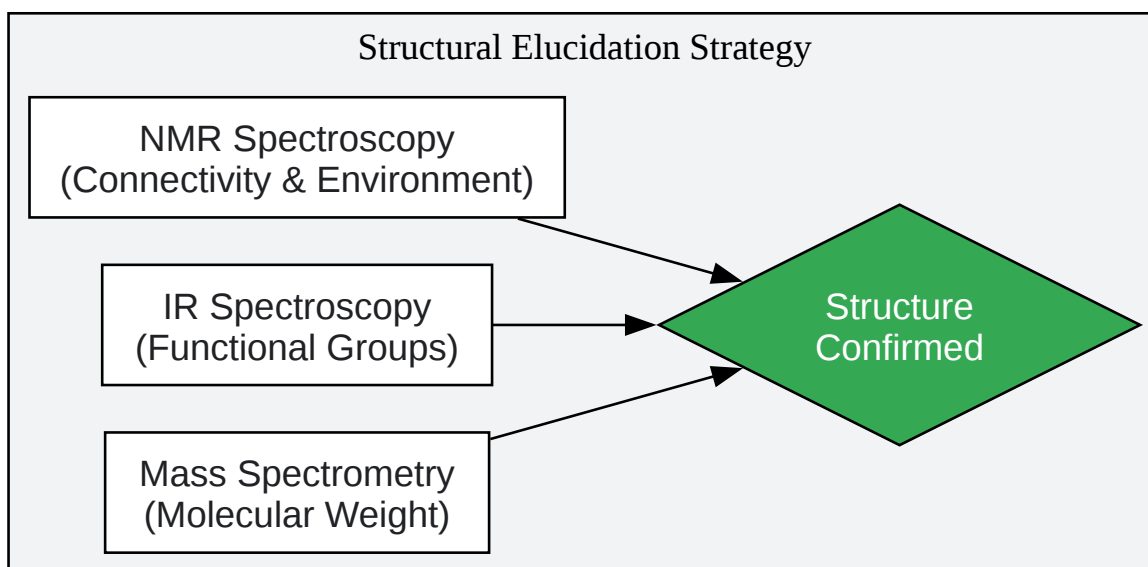 Structural Elucidation Strategy
NMR Spectroscopy
(Connectivity & Environment)
IR Spectroscopy
(Functional Groups)
Mass Spectrometry
(Molecular Weight)
Structure
Confirmed